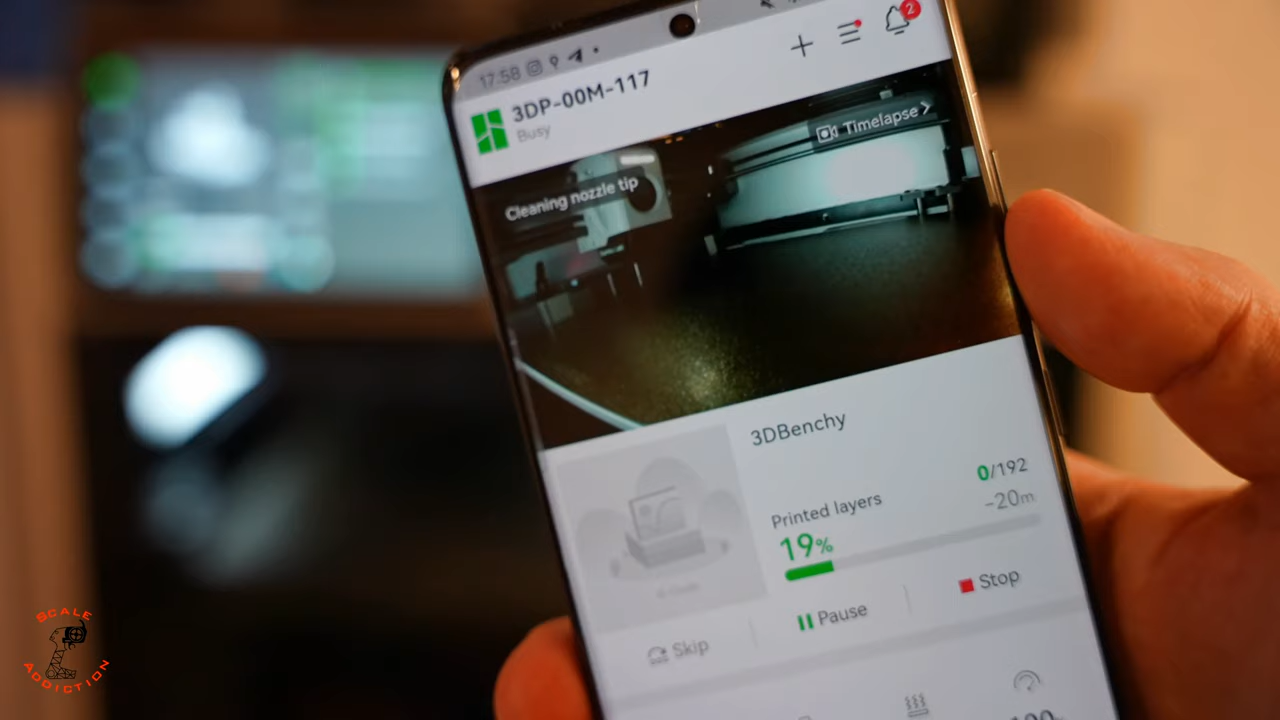 17:58
2
3DP-00M-117
Busy
Timelapse
Cleaning nozzle tip
3DBenchy
0/192
Printed layers
~20m
19%
Stop
Pause
Skip
SCALE
ADDICTION